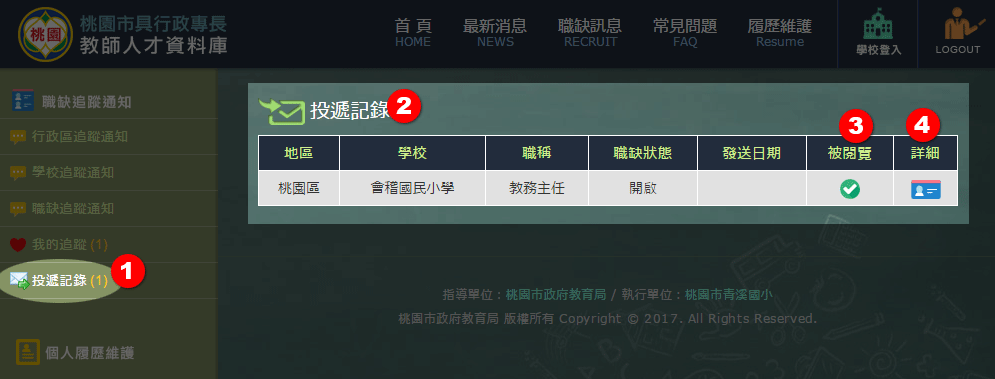 桃園
桃園市具行政專長
教師人才資料庫
首 頁
HOME
最新消息
NEWS
職缺訊息
RECRUIT
常見問題
FAQ
履歷維護
Resume
學校登入
LOGOUT
職缺追蹤通知
行政區追蹤通知
學校追蹤通知
職缺追蹤通知
我的追蹤 (1)
投遞記錄 (1) 1
個人履歷維護
投遞記錄 2
3 4
地區 學校 職稱 職缺狀態 發送日期 被閱覽 詳細
桃園區 會稽國民小學 教務主任 開啟
指導單位 : 桃園市政府教育局 / 執行單位 : 桃園市青溪國小
桃園市政府教育局 版權所有 Copyright © 2017. All Rights Reserved.